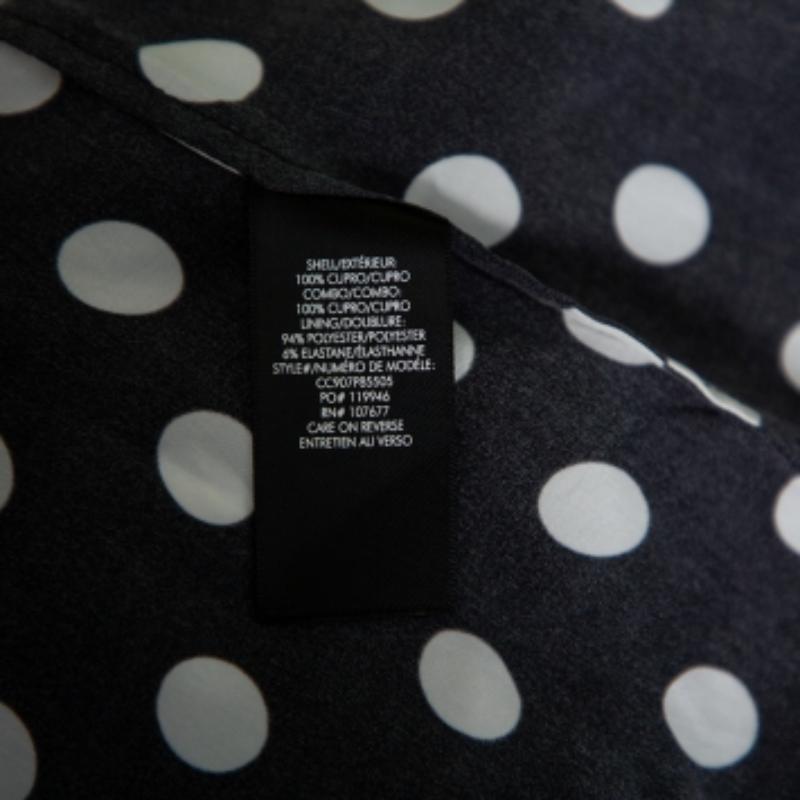 SHELL/EXTÉRIEUR:
100% CUPRO/CUPRO
COMBO/COMBO:
100% CUPRO/CUPRO
LINING/DOUBLURE:
94% POLYESTER/POLYESTER
6% ELASTANE/ÉLASTHANNE
STYLE#/NUMÉRO DE MODÈLE:
CC907P85505
PO# 119946
RN# 107677
CARE ON REVERSE
ENTRETIEN AU VERSO